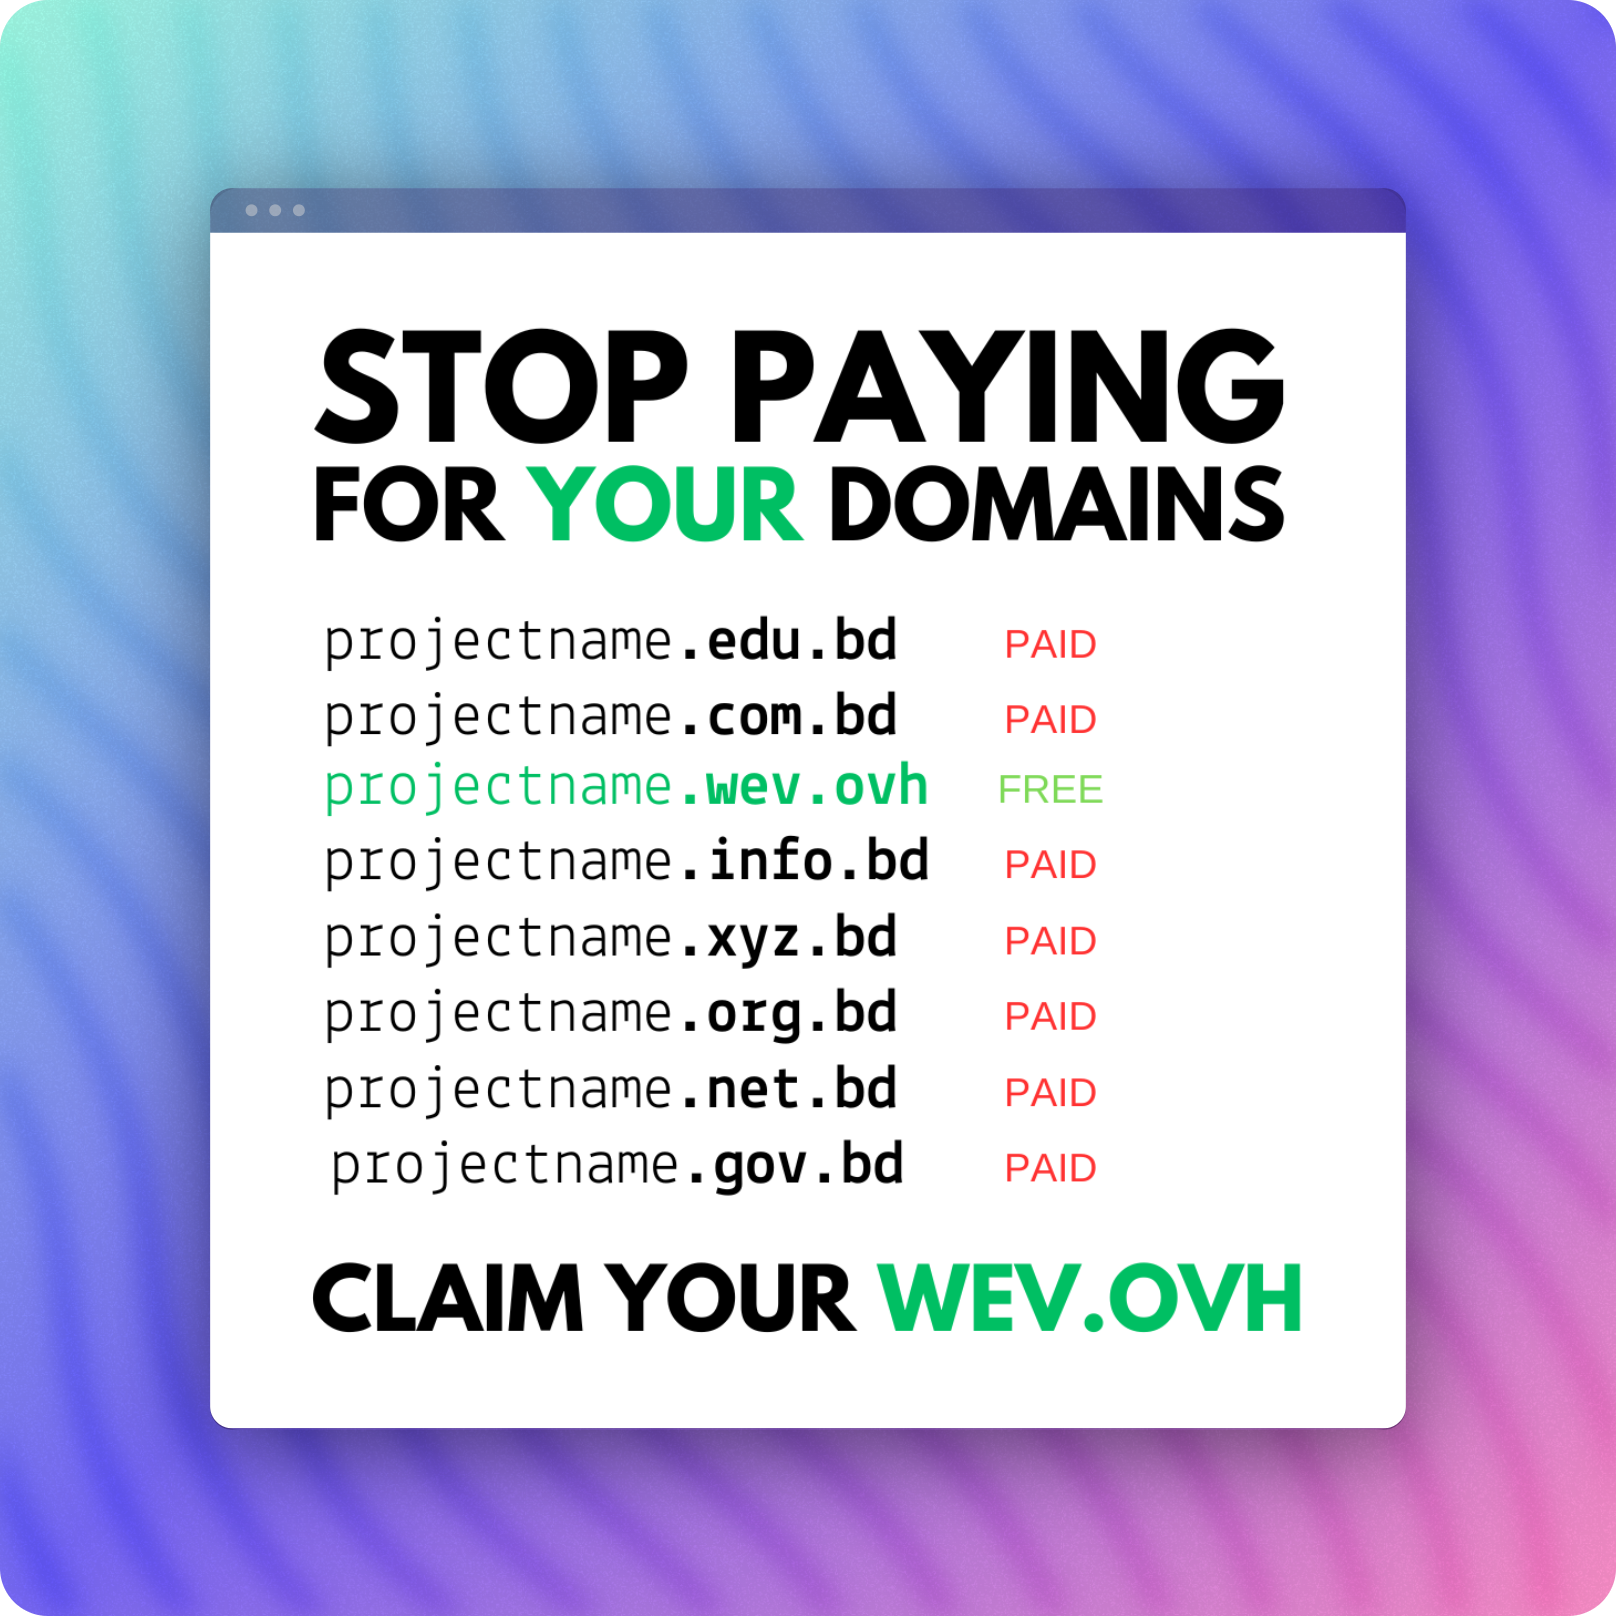 STOP PAYING
FOR YOUR DOMAINS
projectname.edu.bd PAID
projectname.com.bd PAID
projectname.wev.ovh FREE
projectname.info.bd PAID
projectname.xyz.bd PAID
projectname.org.bd PAID
projectname.net.bd PAID
projectname.gov.bd PAID
CLAIM YOUR WEV.OVH